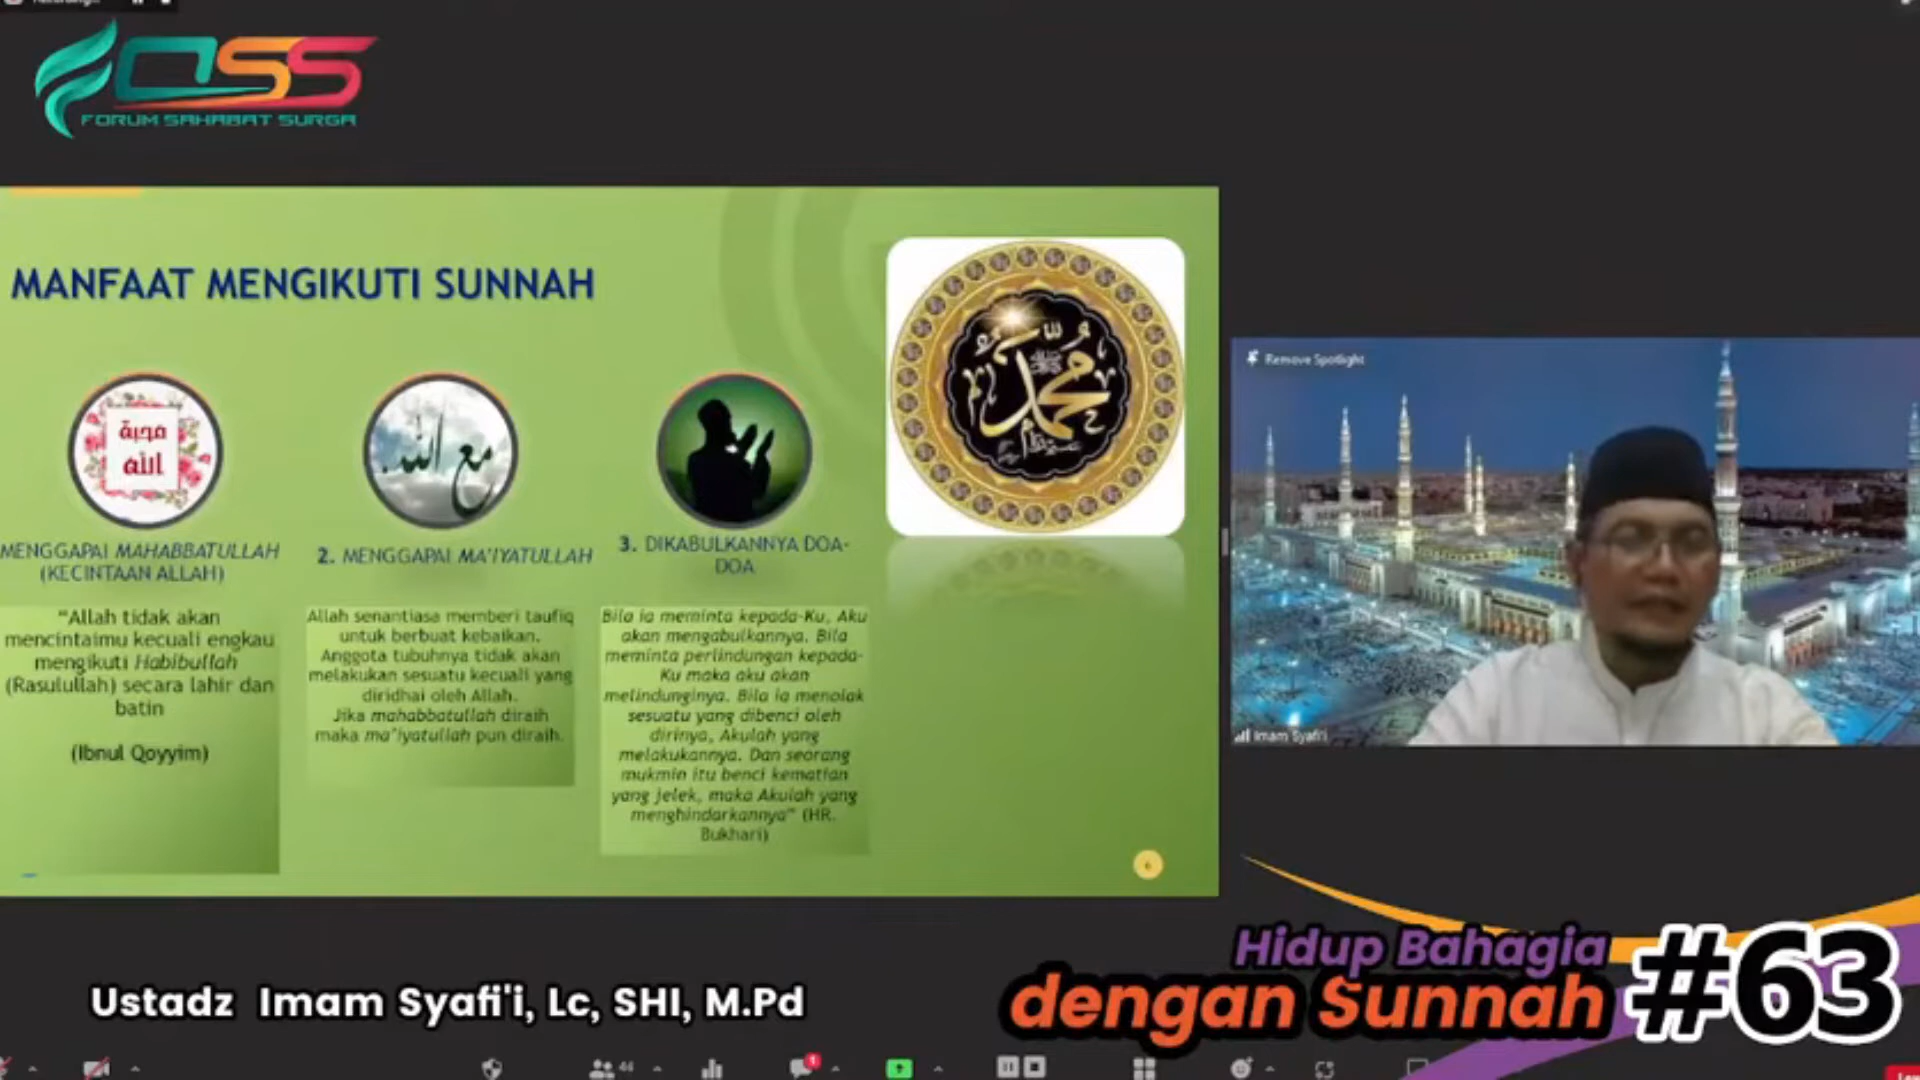 FOSS
FORUM SAHABAT SURGA
MANFAAT MENGIKUTI SUNNAH
محبة
الله
مع الله
محمد
MENGGAPAI MAHABBATULLAH
(KECINTAAN ALLAH)
"Allah tidak akan
mencintaimu kecuali engkau
mengikuti Habibullah
(Rasulullah) secara lahir dan
batin
(Ibnul Qoyyim)
2. MENGGAPAI MA'IYATULLAH
Allah senantiasa memberi taufiq
untuk berbuat kebaikan.
Anggota tubuhnya tidak akan
melakukan sesuatu kecuali yang
diridhai oleh Allah.
Jika mahabbatullah diraih
maka ma'iyatullah pun diraih.
3. DIKABULKANNYA DOA-
DOA
Bila ia meminta kepada-Ku, Aku
akan mengabulkannya. Bila
meminta perlindungan kepada-
Ku maka aku akan
melindunginya. Bila ia menolak
sesuatu yang dibenci oleh
dirinya, Akulah yang
melakukannya. Dan seorang
mukmin itu benci kematian
yang jelek, maka Akulah yang
menghindarkannya" (HR.
Bukhari)
6
Remove Spotlight
Imam Syafi'i
Ustadz Imam Syafi'i, Lc, SHI, M.Pd
Hidup Bahagia
dengan Sunnah
#63
44
1